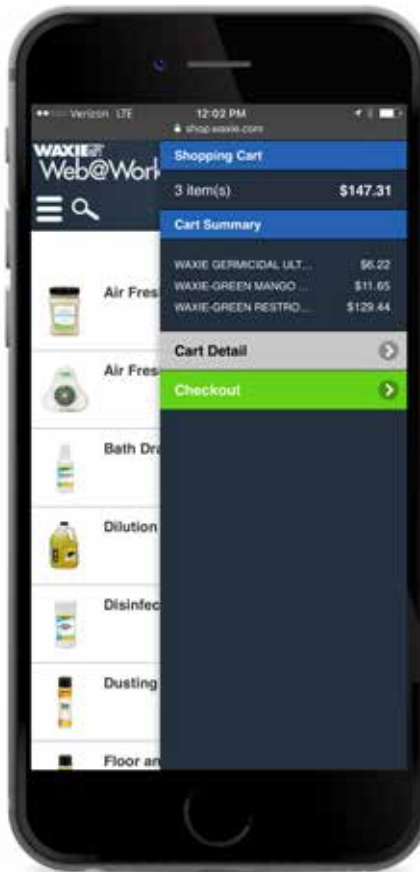 Verizon LTE 12:02 PM
shop.waxie.com
WAXIE
Web@Work
Shopping Cart
3 item(s) $147.31
Cart Summary
WAXIE GERMICIDAL ULT... $6.22
WAXIE-GREEN MANGO ... $11.65
WAXIE-GREEN RESTRO... $129.44
Cart Detail
Checkout
Air Fres
Air Fres
Bath Dra
Dilution
Disinfec
Dusting
Floor an